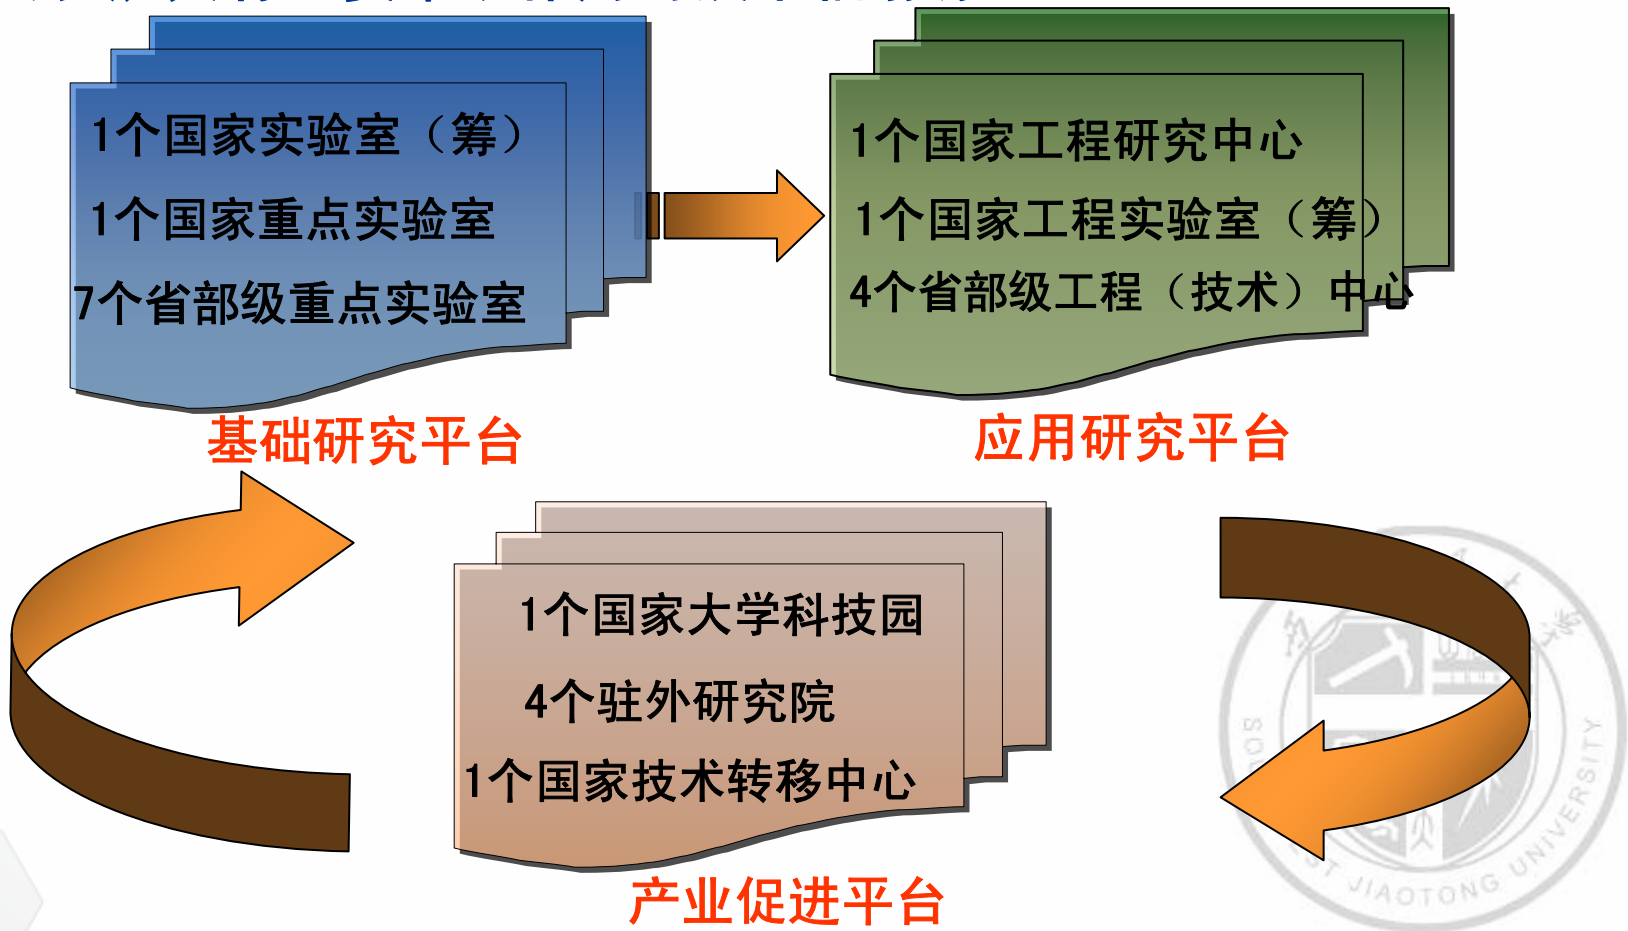 1个国家实验室（筹）
1个国家重点实验室
7个省部级重点实验室
基础研究平台
1个国家工程研究中心
1个国家工程实验室（筹）
4个省部级工程（技术）中心
应用研究平台
1个国家大学科技园
4个驻外研究院
1个国家技术转移中心
产业促进平台
JIAOTONG UNIVERSITY